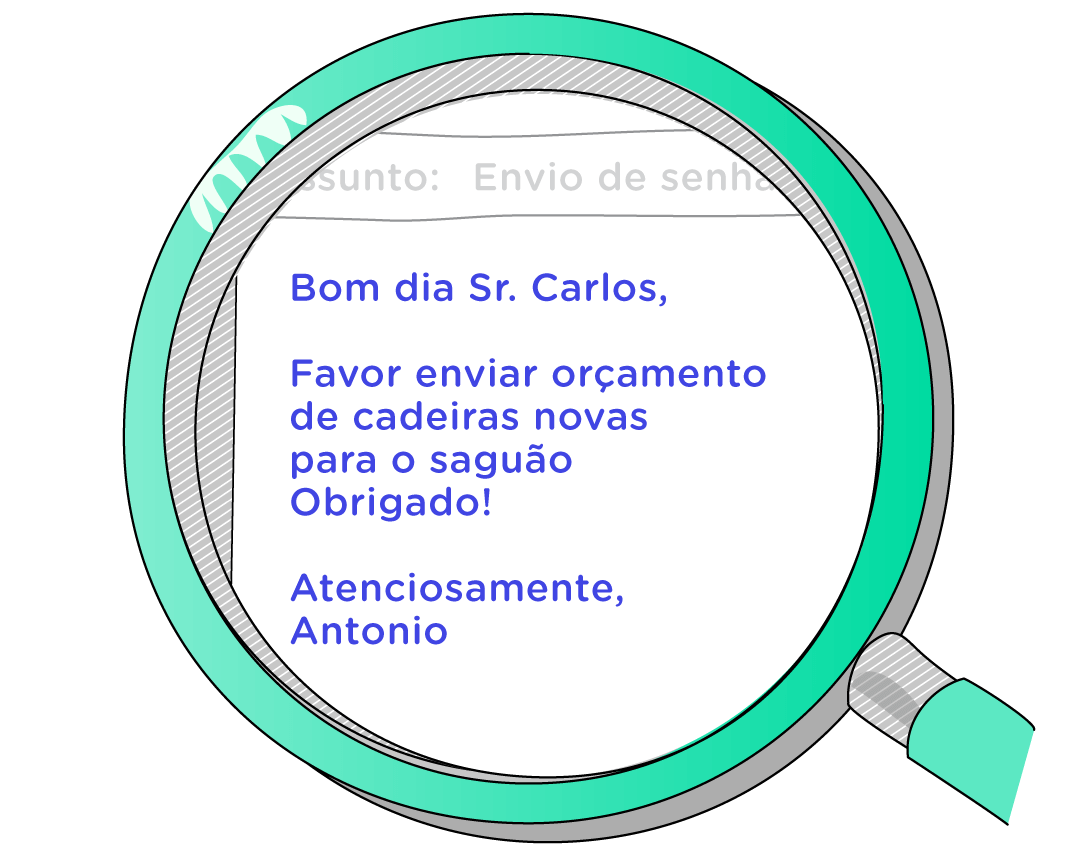 ssunto: Envio de senha
Bom dia Sr. Carlos,
Favor enviar orçamento
de cadeiras novas
para o saguão
Obrigado!
Atenciosamente,
Antonio